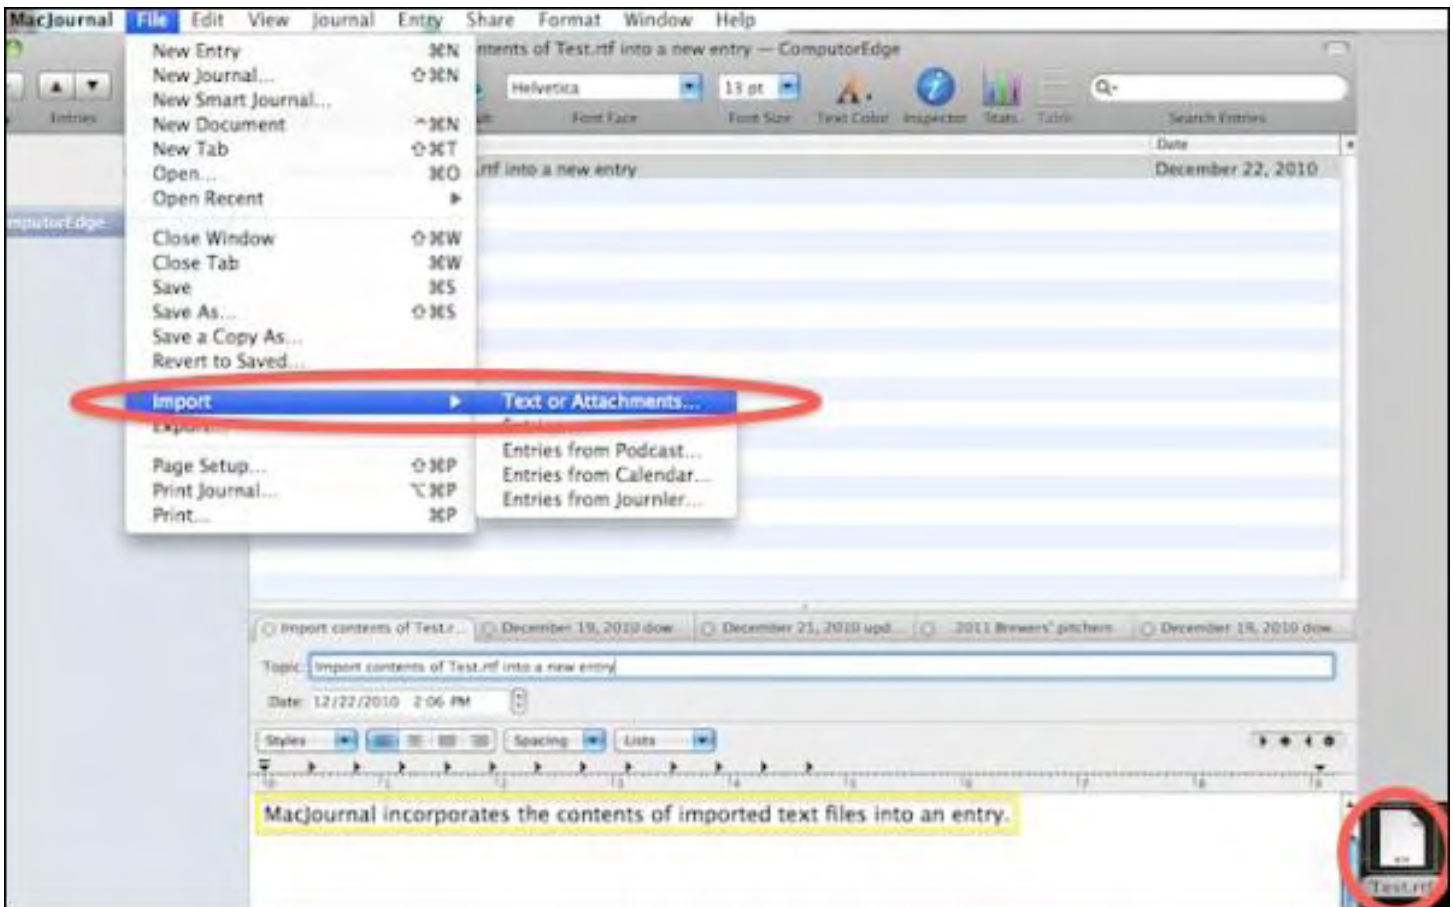 MacJournal File Edit View Journal Entry Share Format Window Help
ntents of Test.rtf into a new entry — ComputorEdge
Helvetica 13 pt
Entries Font Face Font Size Text Color Inspector Stats Table Search Entries
Date
.rtf into a new entry December 22, 2010
mputorEdge
New Entry ⌘N
New Journal... ⇧⌘N
New Smart Journal...
New Document ^⌘N
New Tab ⇧⌘T
Open... ⌘O
Open Recent
Close Window ⇧⌘W
Close Tab ⌘W
Save ⌘S
Save As... ⇧⌘S
Save a Copy As...
Revert to Saved...
Import Text or Attachments...
Export...
Entries from Podcast...
Page Setup... ⇧⌘P
Entries from Calendar...
Print Journal... ⌥⌘P
Entries from Journler...
Print... ⌘P
Import contents of Test.r... December 19, 2010 dow December 21, 2010 upd... 2011 Brewers' pitchers December 19, 2010 dow...
Topic: Import contents of Test.rtf into a new entry
Date: 12/22/2010 2:06 PM
Styles Spacing Lists
MacJournal incorporates the contents of imported text files into an entry.
Test.rtf